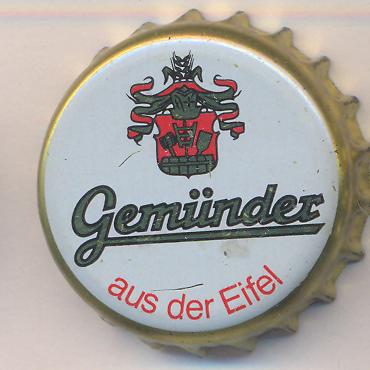 Gemünder
aus der Eifel